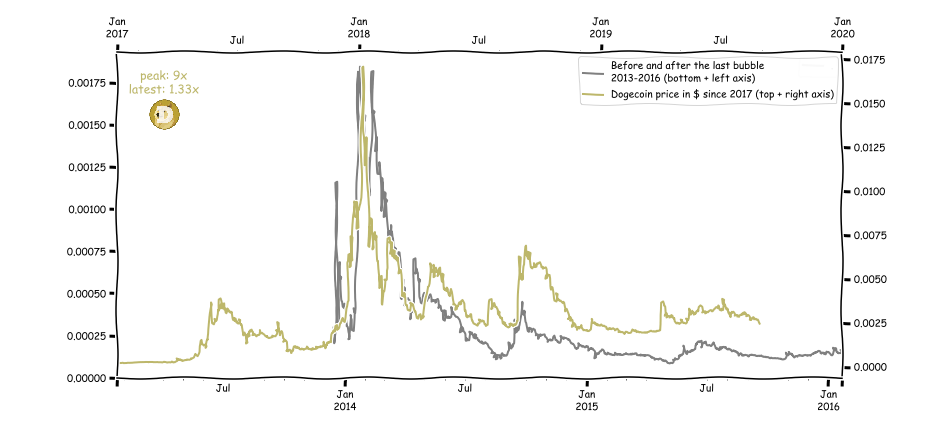 Jan
2017
Jul
Jan
2018
Jul
Jan
2019
Jul
Jan
2020
peak: 9x
latest: 1.33x
Before and after the last bubble
2013-2016 (bottom + left axis)
Dogecoin price in $ since 2017 (top + right axis)
0.00175
0.00150
0.00125
0.00100
0.00075
0.00050
0.00025
0.00000
0.0175
0.0150
0.0125
0.0100
0.0075
0.0050
0.0025
0.0000
Jul
Jan
2014
Jul
Jan
2015
Jul
Jan
2016